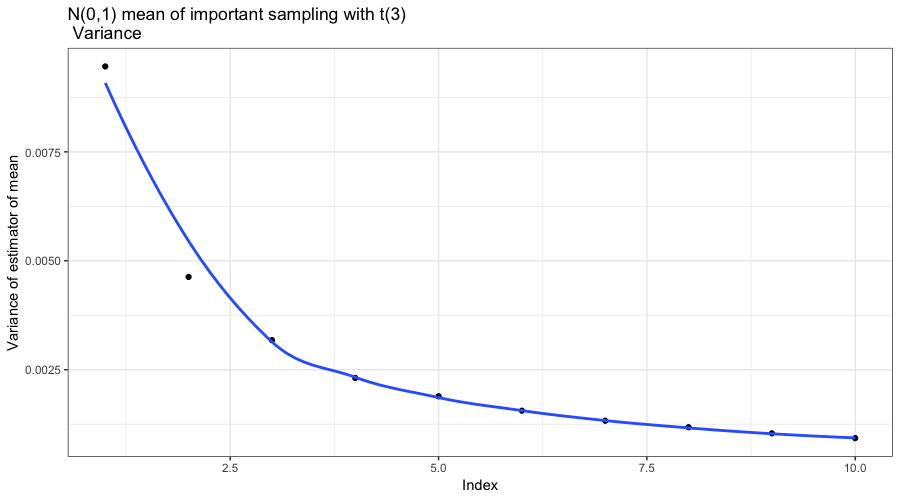 N(0,1) mean of important sampling with t(3)
Variance
Variance of estimator of mean
0.0075
0.0050
0.0025
2.5
5.0
7.5
10.0
Index